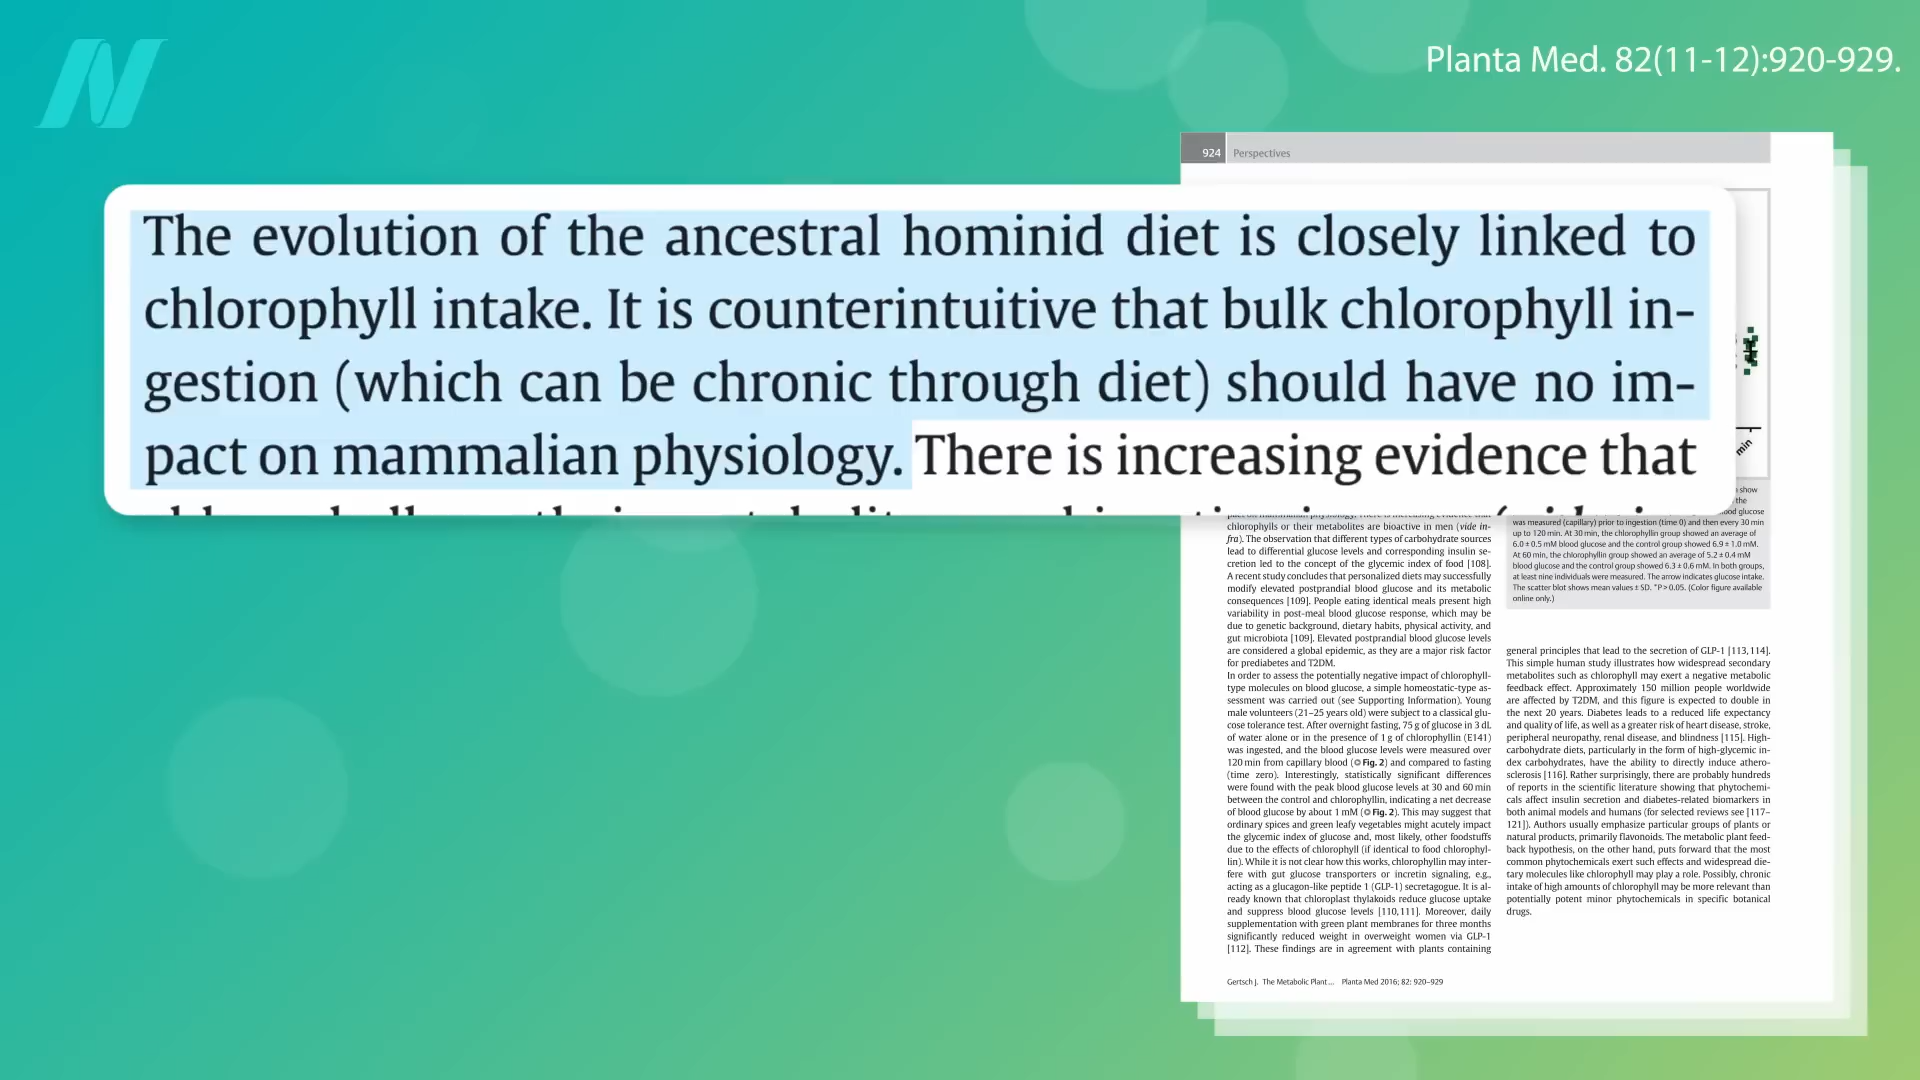 Planta Med. 82(11-12):920-929.
924 Perspectives
The evolution of the ancestral hominid diet is closely linked to
chlorophyll intake. It is counterintuitive that bulk chlorophyll in-
gestion (which can be chronic through diet) should have no im-
pact on mammalian physiology. There is increasing evidence that
chlorophylls or their metabolites are bioactive in men (vide in-
fra). The observation that different types of carbohydrate sources
lead to differential glucose levels and corresponding insulin se-
cretion led to the concept of the glycemic index of food [108].
A recent study concludes that personalized diets may successfully
modify elevated postprandial blood glucose and its metabolic
consequences [109]. People eating identical meals present high
variability in post-meal blood glucose response, which may be
due to genetic background, dietary habits, physical activity, and
gut microbiota [109]. Elevated postprandial blood glucose levels
are considered a global epidemic, as they are a major risk factor
for prediabetes and T2DM.
In order to assess the potentially negative impact of chlorophyll-
type molecules on blood glucose, a simple homeostatic-type as-
sessment was carried out (see Supporting Information). Young
male volunteers (21–25 years old) were subject to a classical glu-
cose tolerance test. After overnight fasting, 75 g of glucose in 3 dL
of water alone or in the presence of 1 g of chlorophyllin (E141)
was ingested, and the blood glucose levels were measured over
120 min from capillary blood (Fig. 2) and compared to fasting
(time zero). Interestingly, statistically significant differences
were found with the peak blood glucose levels at 30 and 60 min
between the control and chlorophyllin, indicating a net decrease
of blood glucose by about 1 mM (Fig. 2). This may suggest that
ordinary spices and green leafy vegetables might acutely impact
the glycemic index of glucose and, most likely, other foodstuffs
due to the effects of chlorophyll (if identical to food chlorophyl-
lin). While it is not clear how this works, chlorophyllin may inter-
fere with gut glucose transporters or incretin signaling, e.g.,
acting as a glucagon-like peptide 1 (GLP-1) secretagogue. It is al-
ready known that chloroplast thylakoids reduce glucose uptake
and suppress blood glucose levels [110,111]. Moreover, daily
supplementation with green plant membranes for three months
significantly reduced weight in overweight women via GLP-1
[112]. These findings are in agreement with plants containing
min
show
the
ood glucose
was measured (capillary) prior to ingestion (time 0) and then every 30 min
up to 120 min. At 30 min, the chlorophyllin group showed an average of
6.0 ± 0.5 mM blood glucose and the control group showed 6.9 ± 1.0 mM.
At 60 min, the chlorophyllin group showed an average of 5.2 ± 0.4 mM
blood glucose and the control group showed 6.3 ± 0.6 mM. In both groups,
at least nine individuals were measured. The arrow indicates glucose intake.
The scatter blot shows mean values ± SD. *P > 0.05. (Color figure available
online only.)
general principles that lead to the secretion of GLP-1 [113,114].
This simple human study illustrates how widespread secondary
metabolites such as chlorophyll may exert a negative metabolic
feedback effect. Approximately 150 million people worldwide
are affected by T2DM, and this figure is expected to double in
the next 20 years. Diabetes leads to a reduced life expectancy
and quality of life, as well as a greater risk of heart disease, stroke,
peripheral neuropathy, renal disease, and blindness [115]. High-
carbohydrate diets, particularly in the form of high-glycemic in-
dex carbohydrates, have the ability to directly induce athero-
sclerosis [116]. Rather surprisingly, there are probably hundreds
of reports in the scientific literature showing that phytochemi-
cals affect insulin secretion and diabetes-related biomarkers in
both animal models and humans (for selected reviews see [117–
121]). Authors usually emphasize particular groups of plants or
natural products, primarily flavonoids. The metabolic plant feed-
back hypothesis, on the other hand, puts forward that the most
common phytochemicals exert such effects and widespread die-
tary molecules like chlorophyll may play a role. Possibly, chronic
intake of high amounts of chlorophyll may be more relevant than
potentially potent minor phytochemicals in specific botanical
drugs.
Gertsch J. The Metabolic Plant… Planta Med 2016; 82: 920–929